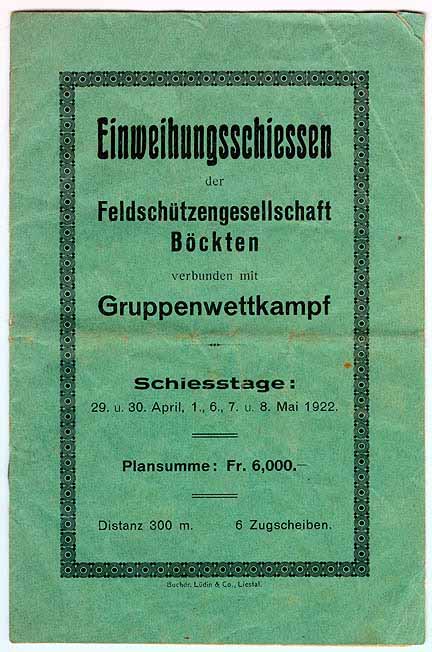 Einweihungsschiessen
der
Feldschützengesellschaft
Böckten
verbunden mit
Gruppenwettkampf
Schiesstage:
29. u. 30. April, 1., 6., 7. u. 8. Mai 1922.
Plansumme: Fr. 6,000.—
Distanz 300 m. 6 Zugscheiben.
Buchdr. Lüdin & Co., Liestal.